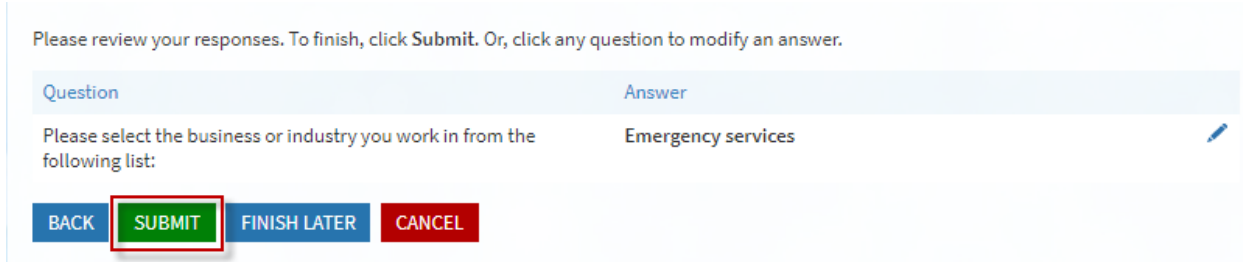 Please review your responses. To finish, click Submit. Or, click any question to modify an answer.
Question Answer
Please select the business or industry you work in from the Emergency services
following list:
BACK SUBMIT FINISH LATER CANCEL